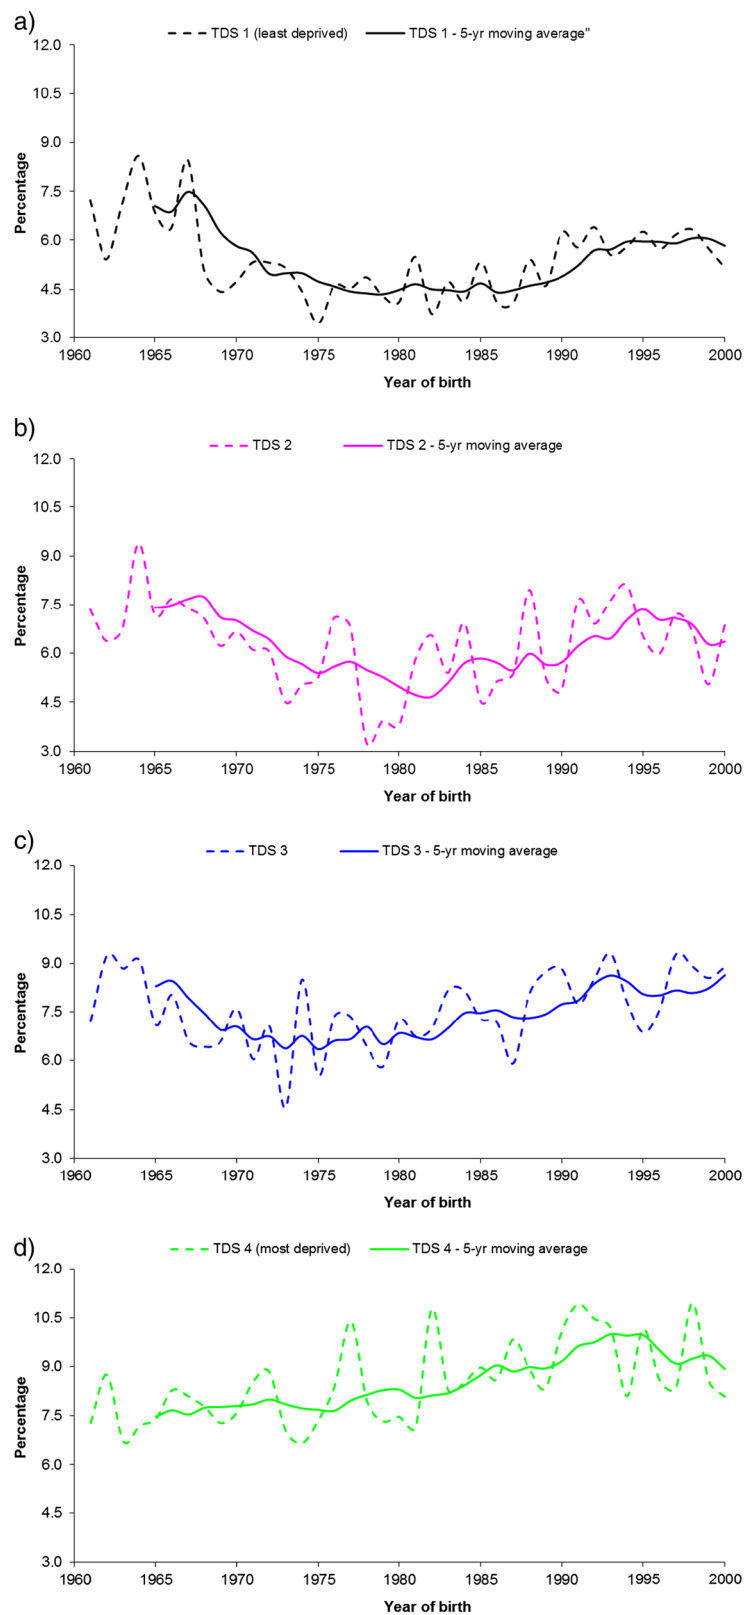 a)
TDS 1 (least deprived) TDS 1 - 5-yr moving average"
12.0
10.5
9.0
7.5
6.0
4.5
3.0
Percentage
1960 1965 1970 1975 1980 1985 1990 1995 2000
Year of birth
b)
TDS 2 TDS 2 - 5-yr moving average
12.0
10.5
9.0
7.5
6.0
4.5
3.0
Percentage
1960 1965 1970 1975 1980 1985 1990 1995 2000
Year of birth
c)
TDS 3 TDS 3 - 5-yr moving average
12.0
10.5
9.0
7.5
6.0
4.5
3.0
Percentage
1960 1965 1970 1975 1980 1985 1990 1995 2000
Year of birth
d)
TDS 4 (most deprived) TDS 4 - 5-yr moving average
12.0
10.5
9.0
7.5
6.0
4.5
3.0
Percentage
1960 1965 1970 1975 1980 1985 1990 1995 2000
Year of birth